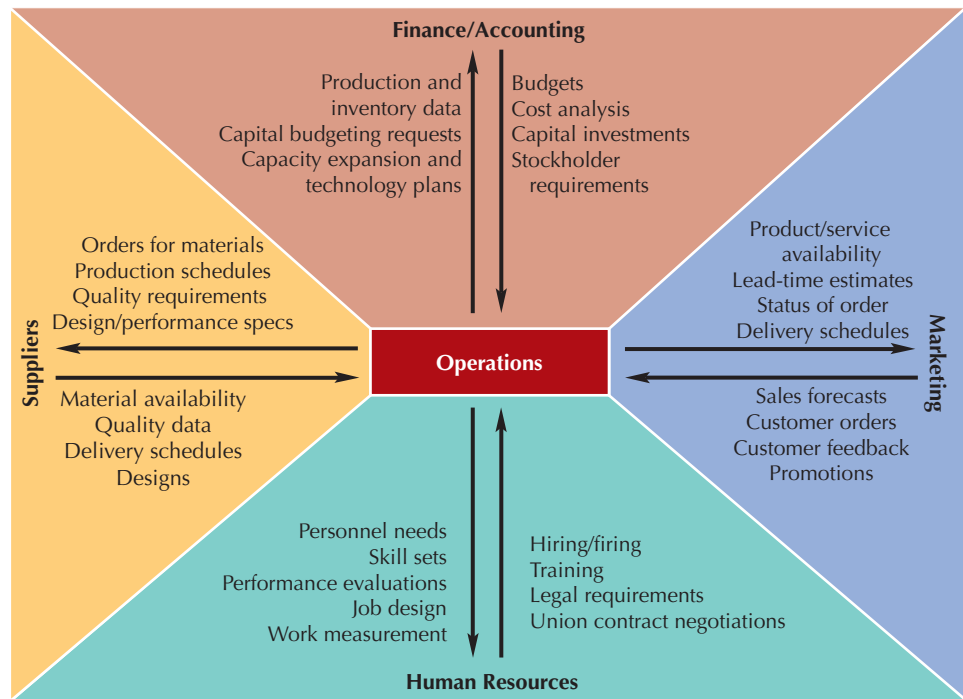 Finance/Accounting
Production and
inventory data
Capital budgeting requests
Capacity expansion and
technology plans
Budgets
Cost analysis
Capital investments
Stockholder
requirements
Suppliers
Orders for materials
Production schedules
Quality requirements
Design/performance specs
Material availability
Quality data
Delivery schedules
Designs
Operations
Product/service
availability
Lead-time estimates
Status of order
Delivery schedules
Sales forecasts
Customer orders
Customer feedback
Promotions
Marketing
Personnel needs
Skill sets
Performance evaluations
Job design
Work measurement
Hiring/firing
Training
Legal requirements
Union contract negotiations
Human Resources